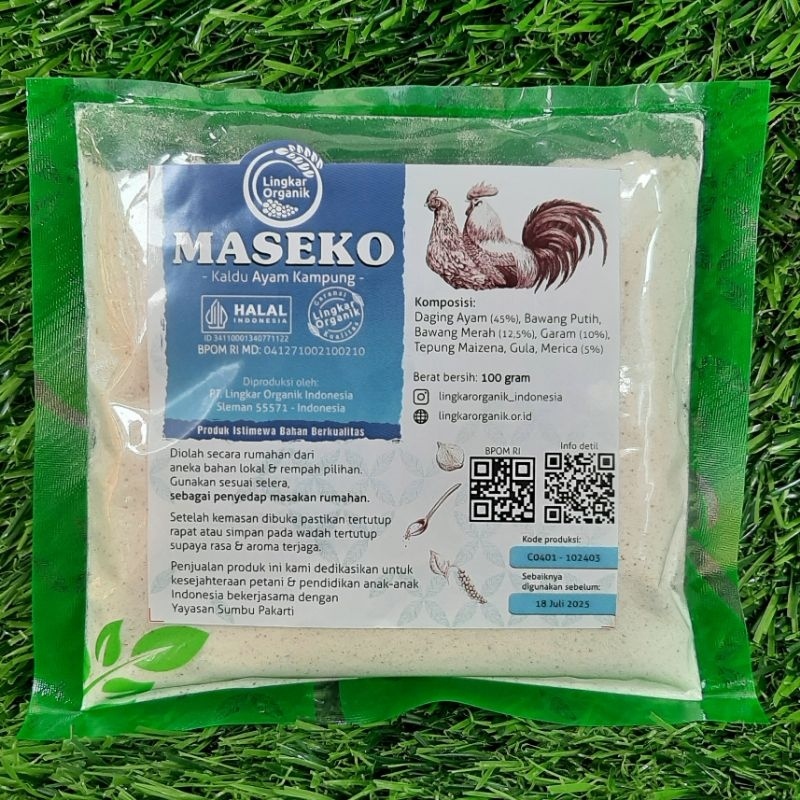 Lingkar
Organik
MASEKO
- Kaldu Ayam Kampung -
HALAL
INDONESIA
ID 34110001340771122
BPOM RI MD: 041271002100210
Garansi
Lingkar
Organik
Kualitas
Diproduksi oleh:
PT. Lingkar Organik Indonesia
Sleman 55571 - Indonesia
Produk Istimewa Bahan Berkualitas
Komposisi:
Daging Ayam (45%), Bawang Putih,
Bawang Merah (12,5%), Garam (10%),
Tepung Maizena, Gula, Merica (5%)
Berat bersih: 100 gram
lingkarorganik_indonesia
lingkarorganik.or.id
Diolah secara rumahan dari
aneka bahan lokal & rempah pilihan.
Gunakan sesuai selera,
sebagai penyedap masakan rumahan.
Setelah kemasan dibuka pastikan tertutup
rapat atau simpan pada wadah tertutup
supaya rasa & aroma terjaga.
Penjualan produk ini kami dedikasikan untuk
kesejahteraan petani & pendidikan anak-anak
Indonesia bekerjasama dengan
Yayasan Sumbu Pakarti
BPOM RI
Info detil
Kode produksi:
C0401 - 102403
Sebaiknya
digunakan sebelum:
18 Juli 2025